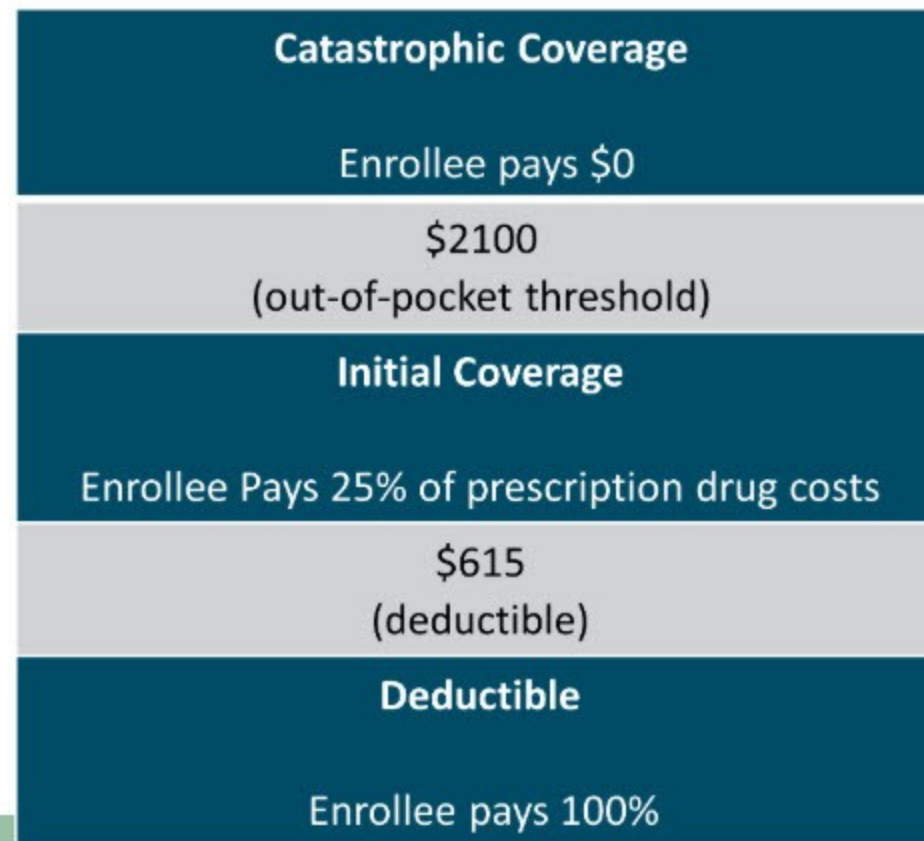 Catastrophic Coverage
Enrollee pays $0
$2100
(out-of-pocket threshold)
Initial Coverage
Enrollee Pays 25% of prescription drug costs
$615
(deductible)
Deductible
Enrollee pays 100%